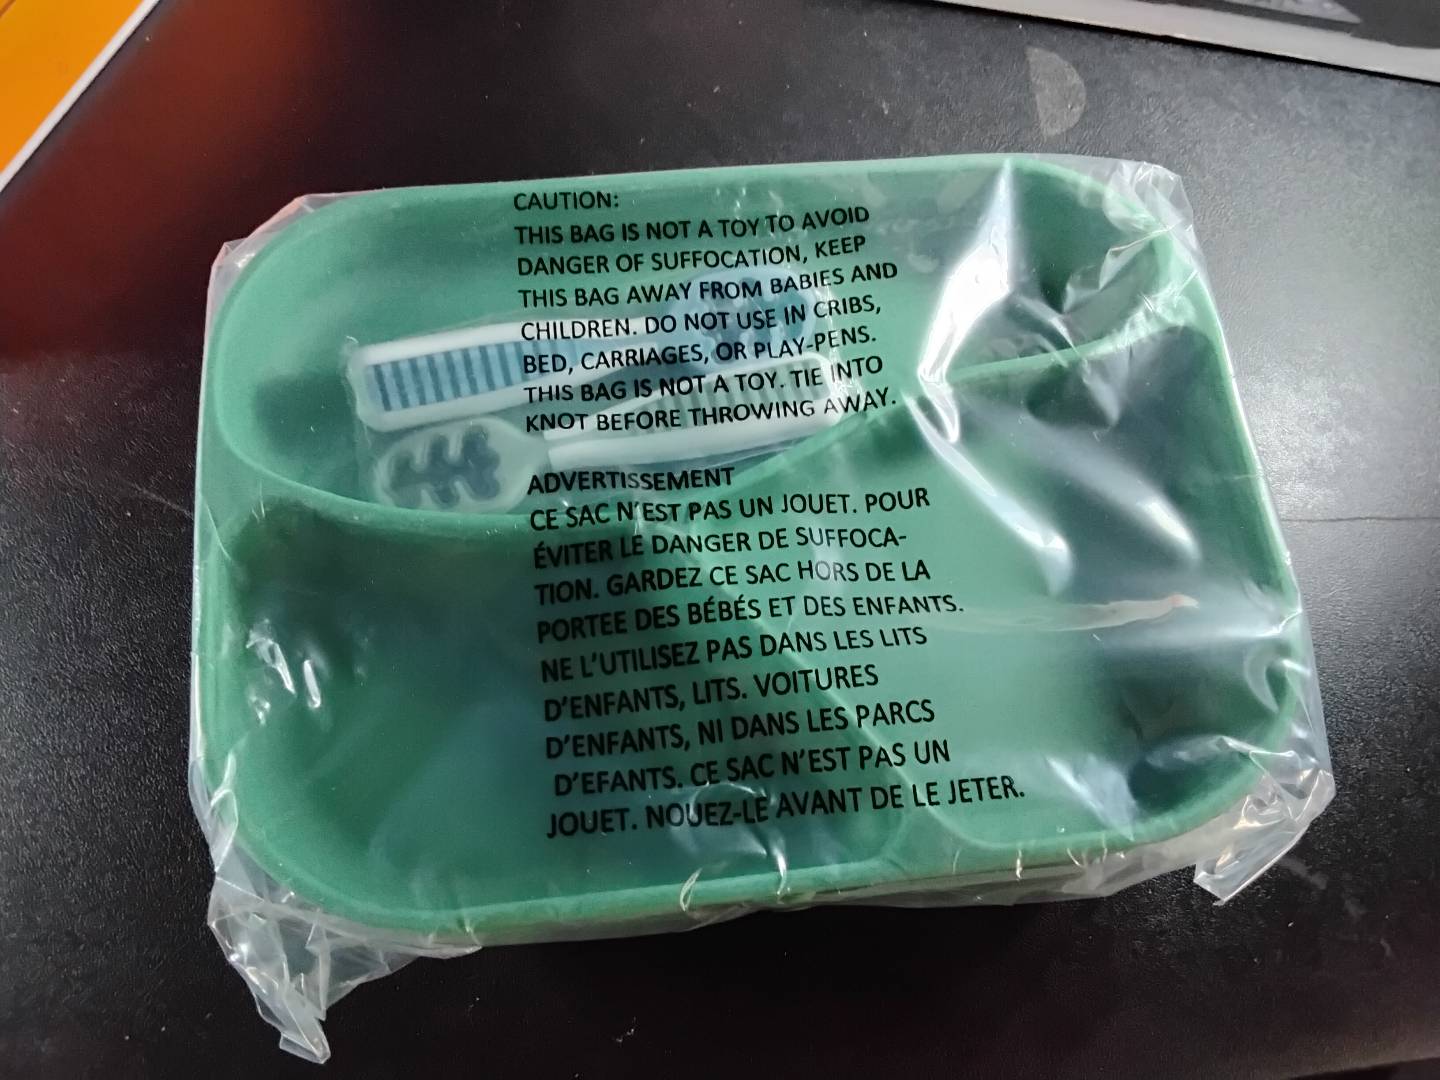 CAUTION:
THIS BAG IS NOT A TOY TO AVOID
DANGER OF SUFFOCATION, KEEP
THIS BAG AWAY FROM BABIES AND
CHILDREN. DO NOT USE IN CRIBS,
BED, CARRIAGES, OR PLAY-PENS.
THIS BAG IS NOT A TOY. TIE INTO
KNOT BEFORE THROWING AWAY.
ADVERTISSEMENT
CE SAC N'EST PAS UN JOUET. POUR
ÉVITER LE DANGER DE SUFFOCA-
TION. GARDEZ CE SAC HORS DE LA
PORTEE DES BÉBÉS ET DES ENFANTS.
NE L'UTILISEZ PAS DANS LES LITS
D'ENFANTS, LITS. VOITURES
D'ENFANTS, NI DANS LES PARCS
D'EFANTS. CE SAC N'EST PAS UN
JOUET. NOUEZ-LE AVANT DE LE JETER.